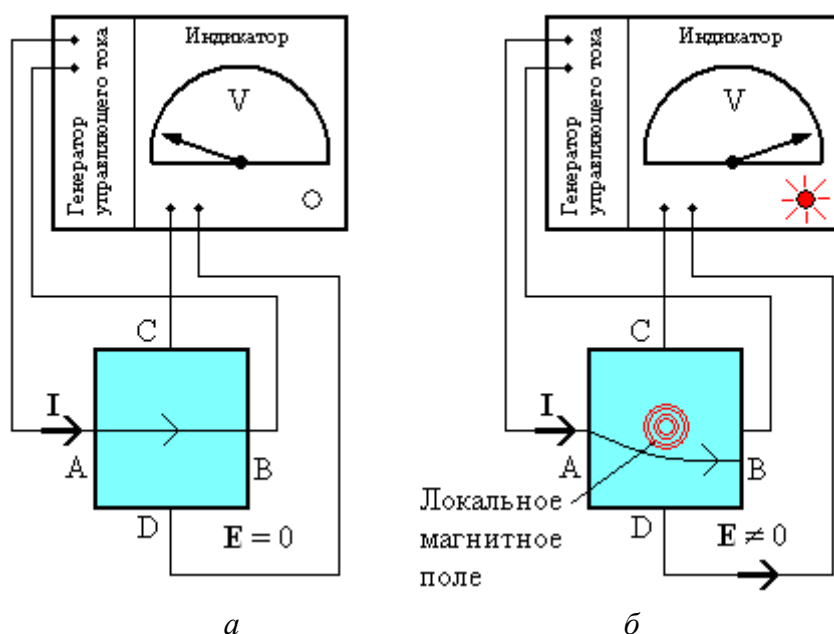 Генератор
управляющего тока
Индикатор
V
C
I
A
B
D
E = 0
а
Генератор
управляющего тока
Индикатор
V
C
I
A
B
D
Локальное
магнитное
поле
E ≠ 0
б